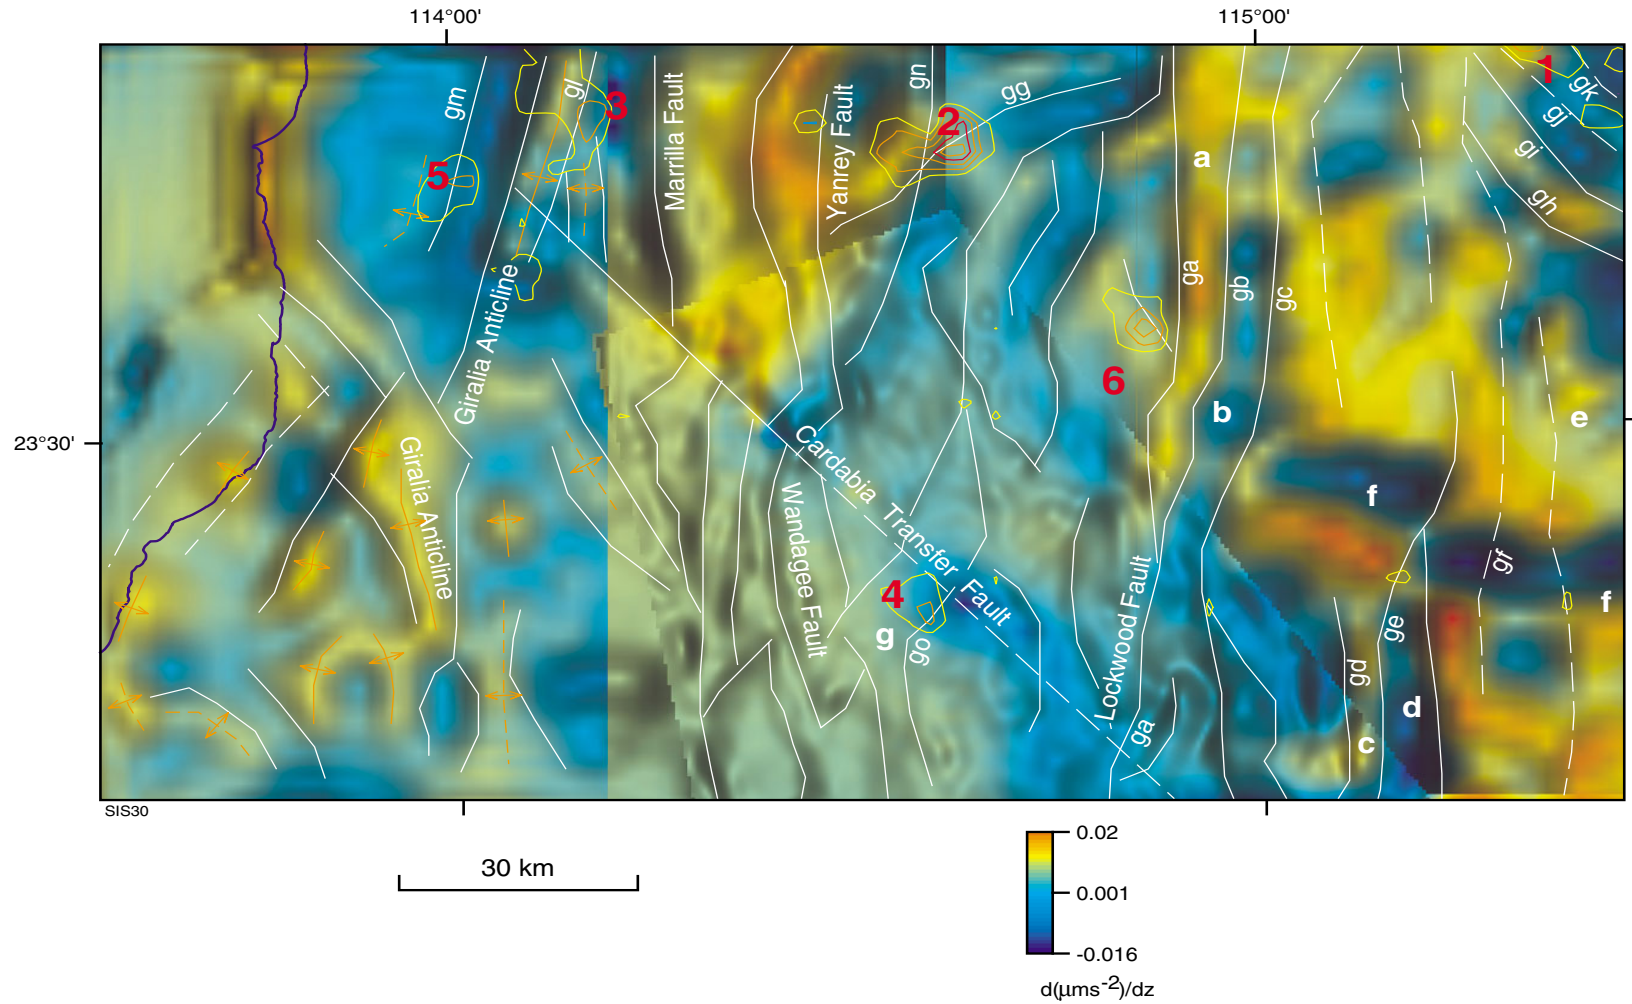 114°00'
115°00'
23°30'
gm
gl
3
Marrilla Fault
Yanrey Fault
gn
2
gg
1
gk
gj
gi
gh
5
a
ga
gb
gc
Giralia Anticline
6
b
e
Giralia Anticline
Cardabia Transfer Fault
Wandagee Fault
f
gf
f
4
g
go
Lockwood Fault
ge
gd
d
c
ga
SIS30
30 km
0.02
0.001
-0.016
d(µms-2)/dz